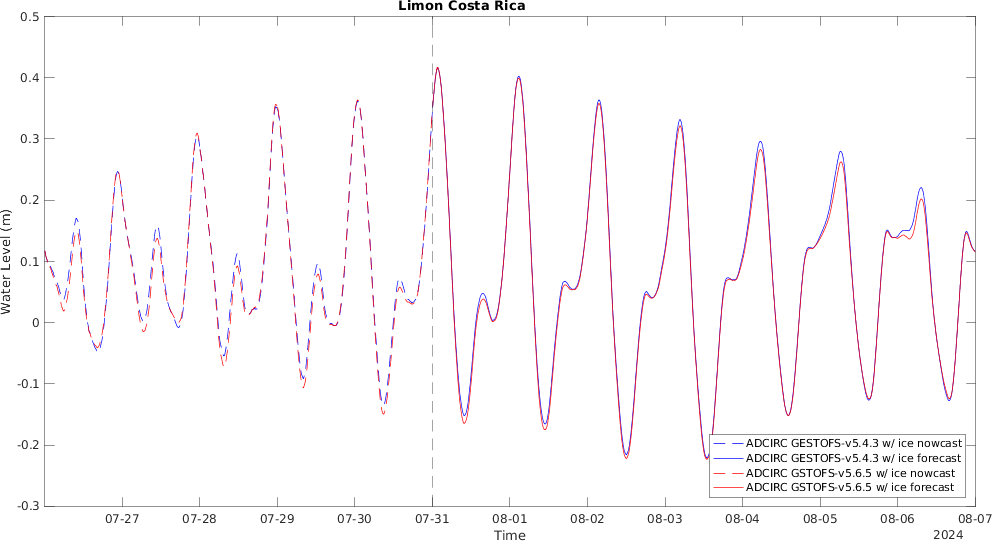 Limon Costa Rica
0.5
0.4
0.3
0.2
0.1
0
-0.1
-0.2
-0.3
Water Level (m)
ADCIRC GESTOFS-v5.4.3 w/ ice nowcast
ADCIRC GESTOFS-v5.4.3 w/ ice forecast
ADCIRC GSTOFS-v5.6.5 w/ ice nowcast
ADCIRC GSTOFS-v5.6.5 w/ ice forecast
07-27 07-28 07-29 07-30 07-31 08-01 08-02 08-03 08-04 08-05 08-06 08-07
Time
2024